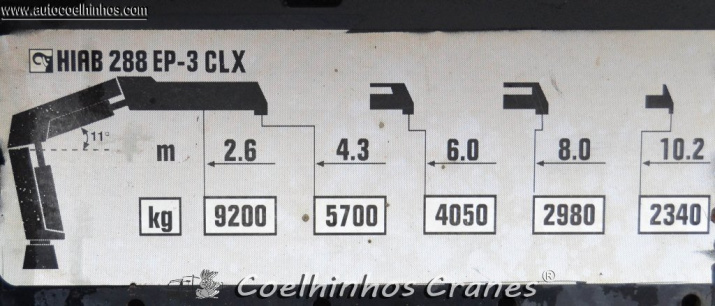 www.autocoelhinhos.com
HIAB 288 EP-3 CLX
11°
m 2.6 4.3 6.0 8.0 10.2
kg 9200 5700 4050 2980 2340
Coelhinhos Cranes ®